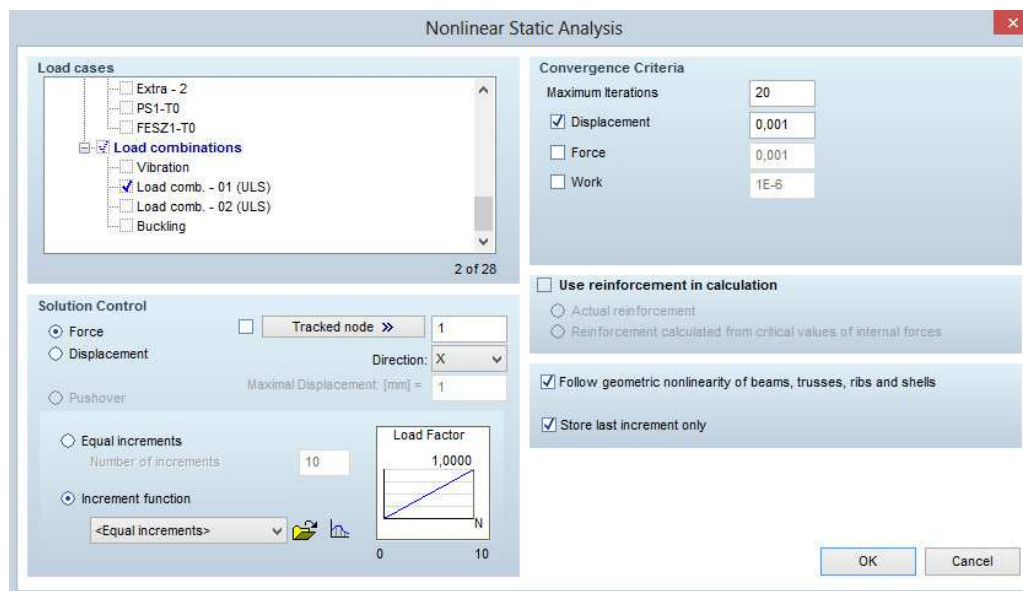 Nonlinear Static Analysis
Load cases
Extra - 2
PS1-T0
FESZ1-T0
Load combinations
Vibration
Load comb. - 01 (ULS)
Load comb. - 02 (ULS)
Buckling
2 of 28
Solution Control
Force
Tracked node »
1
Displacement
Direction: X
Maximal Displacement: [mm] = 1
Pushover
Equal increments
Number of increments 10
Increment function
<Equal increments>
Load Factor
1,0000
N
0 10
Convergence Criteria
Maximum Iterations 20
Displacement 0,001
Force 0,001
Work 1E-6
Use reinforcement in calculation
Actual reinforcement
Reinforcement calculated from critical values of internal forces
Follow geometric nonlinearity of beams, trusses, ribs and shells
Store last increment only
OK Cancel